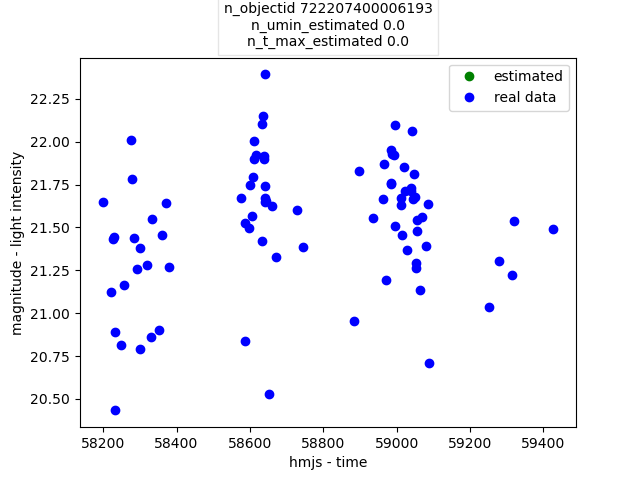 n_objectid 722207400006193
n_umin_estimated 0.0
n_t_max_estimated 0.0
estimated
real data
magnitude - light intensity
22.25
22.00
21.75
21.50
21.25
21.00
20.75
20.50
58200 58400 58600 58800 59000 59200 59400
hmjs - time